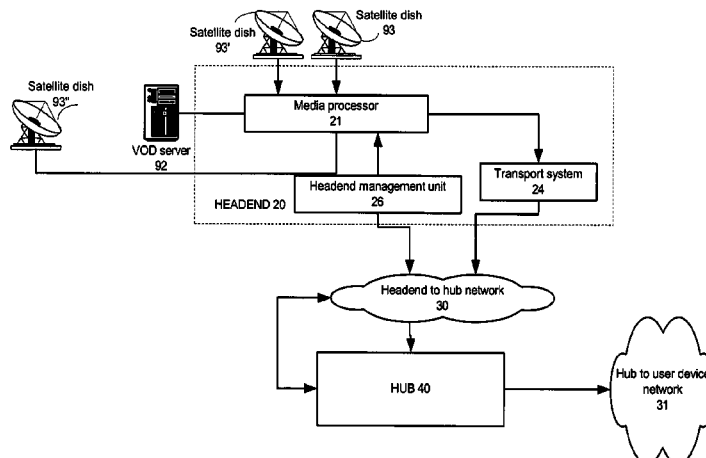 Satellite dish
93'
Satellite dish
93
Satellite dish
93"
VOD server
92
Media processor
21
Headend management unit
26
Transport system
24
HEADEND 20
Headend to hub network
30
HUB 40
Hub to user device
network
31